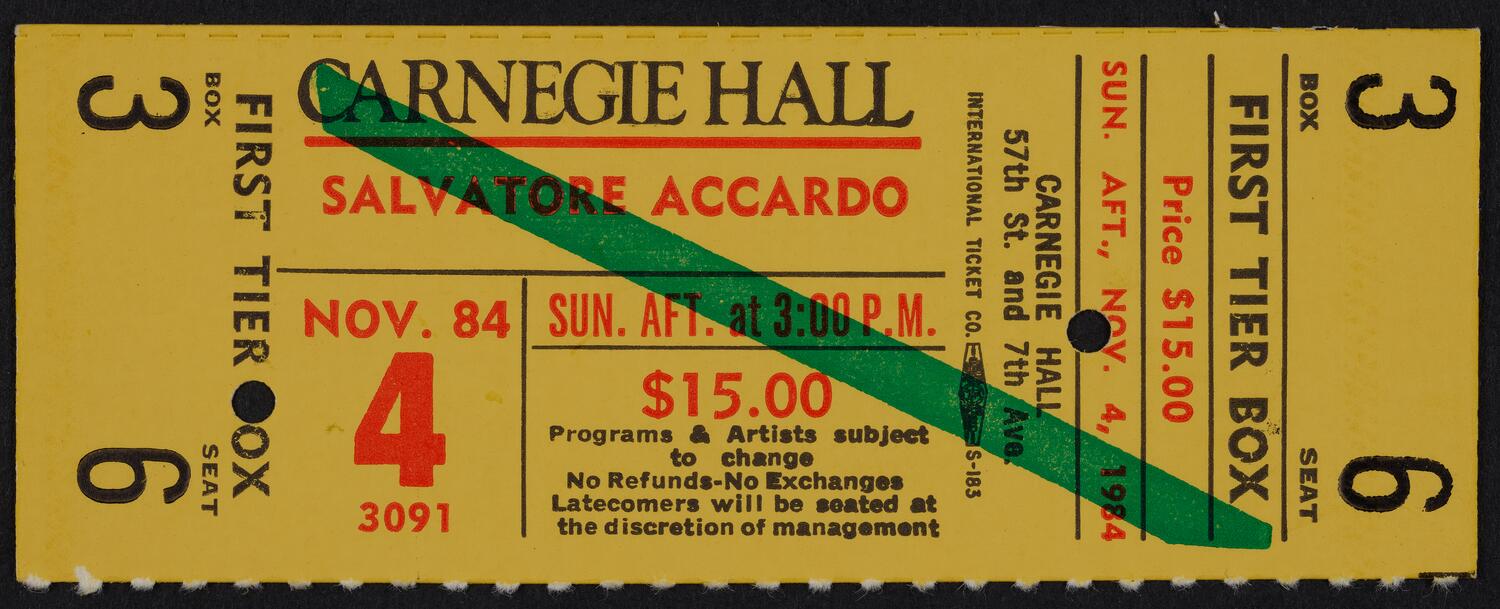 3 BOX
SEAT 6
FIRST TIER BOX
CARNEGIE HALL
SALVATORE ACCARDO
NOV. 84
4
3091
SUN. AFT. at 3:00 P.M.
$15.00
Programs & Artists subject
to change
No Refunds-No Exchanges
Latecomers will be seated at
the discretion of management
INTERNATIONAL TICKET CO. S-183
CARNEGIE HALL
57th St. and 7th Ave.
SUN. AFT., NOV. 4, 1984
Price $15.00
FIRST TIER BOX
BOX 3
SEAT 6